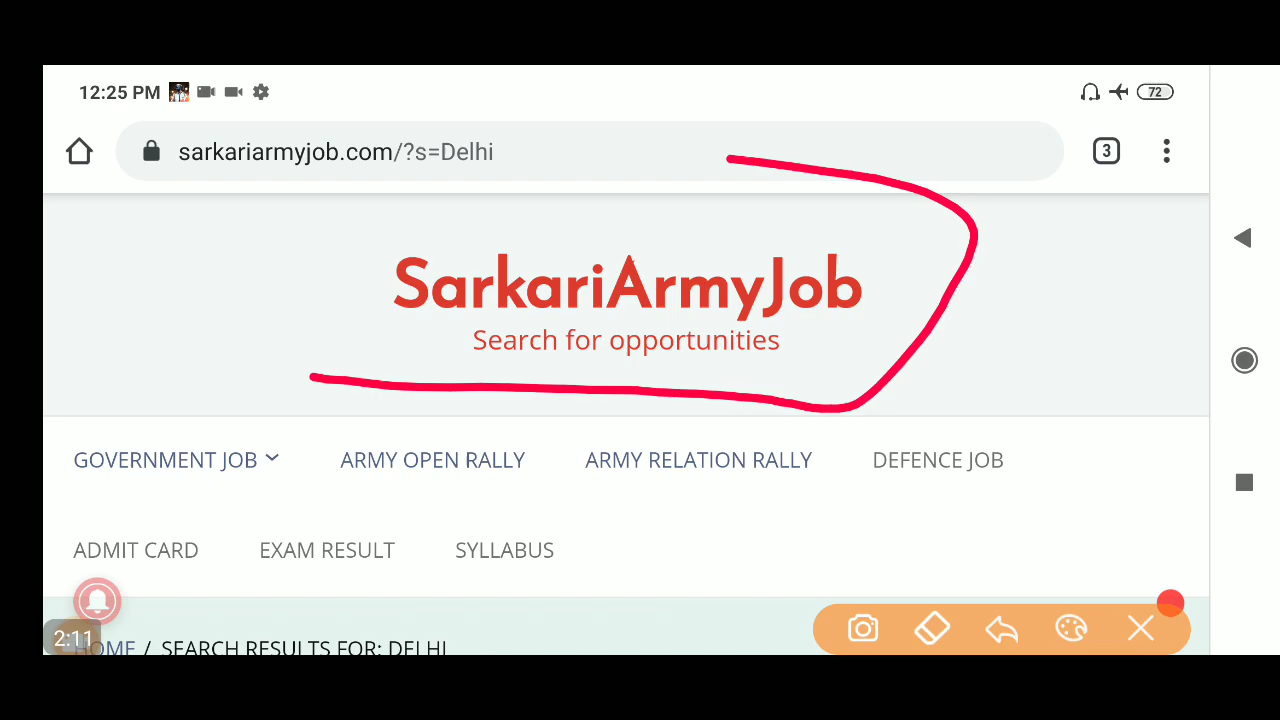 12:25 PM
72
sarkariarmyjob.com/?s=Delhi
3
SarkariArmyJob
Search for opportunities
GOVERNMENT JOB
ARMY OPEN RALLY
ARMY RELATION RALLY
DEFENCE JOB
ADMIT CARD
EXAM RESULT
SYLLABUS
2:11
HOME / SEARCH RESULTS FOR: DELHI